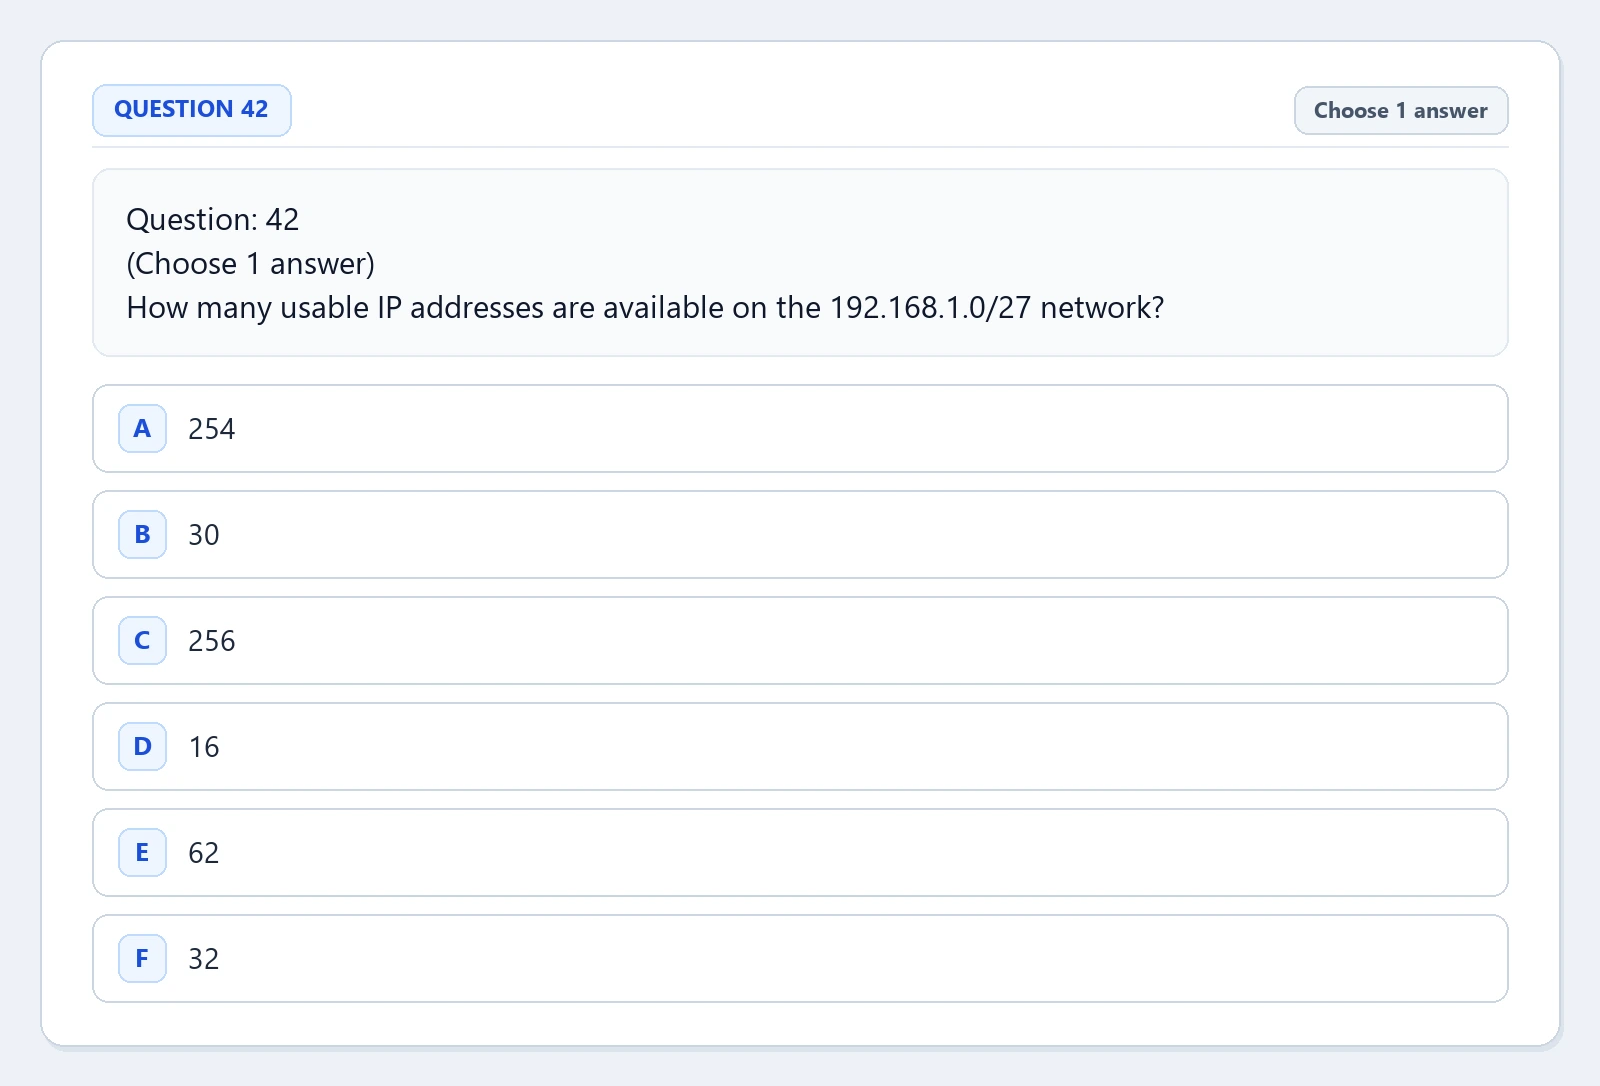 QUESTION 42
Choose 1 answer
Question: 42
(Choose 1 answer)
How many usable IP addresses are available on the 192.168.1.0/27 network?
A 254
B 30
C 256
D 16
E 62
F 32